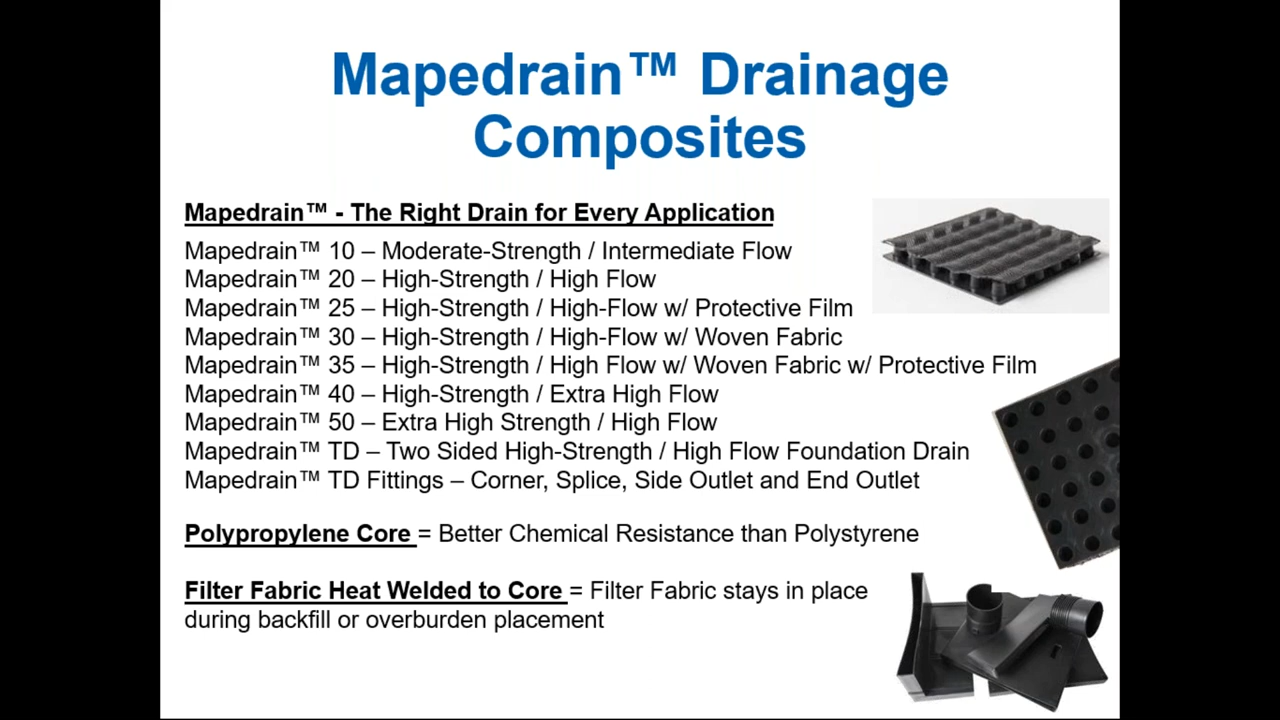 Mapedrain™ Drainage
Composites
Mapedrain™ - The Right Drain for Every Application
Mapedrain™ 10 – Moderate-Strength / Intermediate Flow
Mapedrain™ 20 – High-Strength / High Flow
Mapedrain™ 25 – High-Strength / High-Flow w/ Protective Film
Mapedrain™ 30 – High-Strength / High-Flow w/ Woven Fabric
Mapedrain™ 35 – High-Strength / High Flow w/ Woven Fabric w/ Protective Film
Mapedrain™ 40 – High-Strength / Extra High Flow
Mapedrain™ 50 – Extra High Strength / High Flow
Mapedrain™ TD – Two Sided High-Strength / High Flow Foundation Drain
Mapedrain™ TD Fittings – Corner, Splice, Side Outlet and End Outlet
Polypropylene Core = Better Chemical Resistance than Polystyrene
Filter Fabric Heat Welded to Core = Filter Fabric stays in place
during backfill or overburden placement